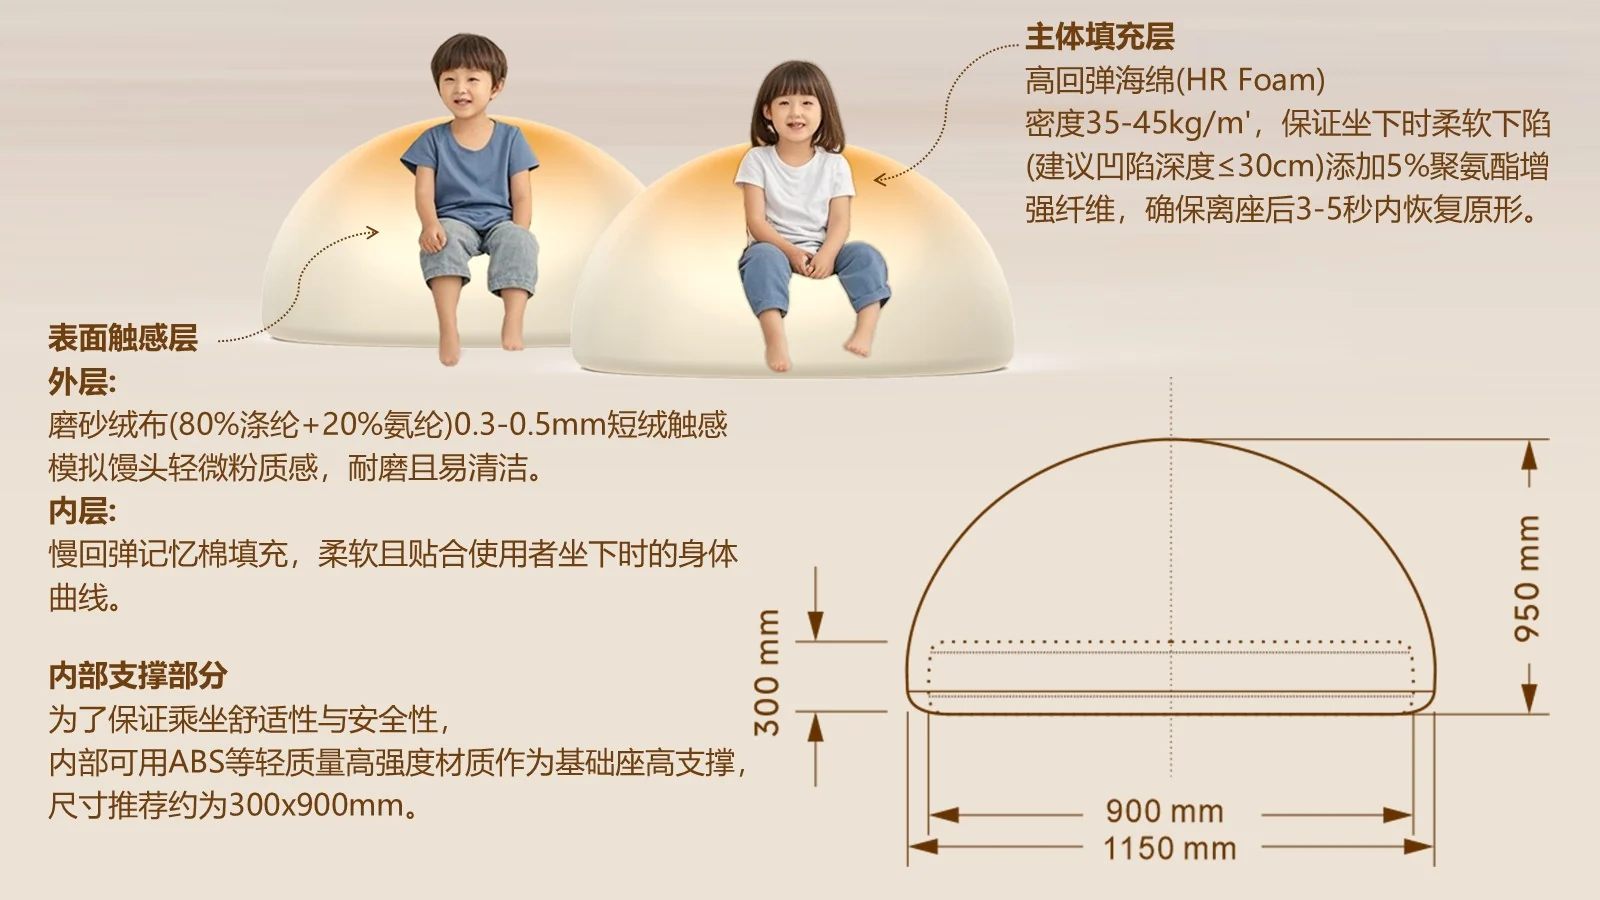 主体填充层
高回弹海绵(HR Foam)
密度35-45kg/m'，保证坐下时柔软下陷
(建议凹陷深度≤30cm)添加5%聚氨酯增
强纤维，确保离座后3-5秒内恢复原形。
表面触感层
外层:
磨砂绒布(80%涤纶+20%氨纶)0.3-0.5mm短绒触感
模拟馒头轻微粉质感，耐磨且易清洁。
内层:
慢回弹记忆棉填充，柔软且贴合使用者坐下时的身体
曲线。
内部支撑部分
为了保证乘坐舒适性与安全性，
内部可用ABS等轻质量高强度材质作为基础座高支撑，
尺寸推荐约为300x900mm。
300 mm
950 mm
900 mm
1150 mm